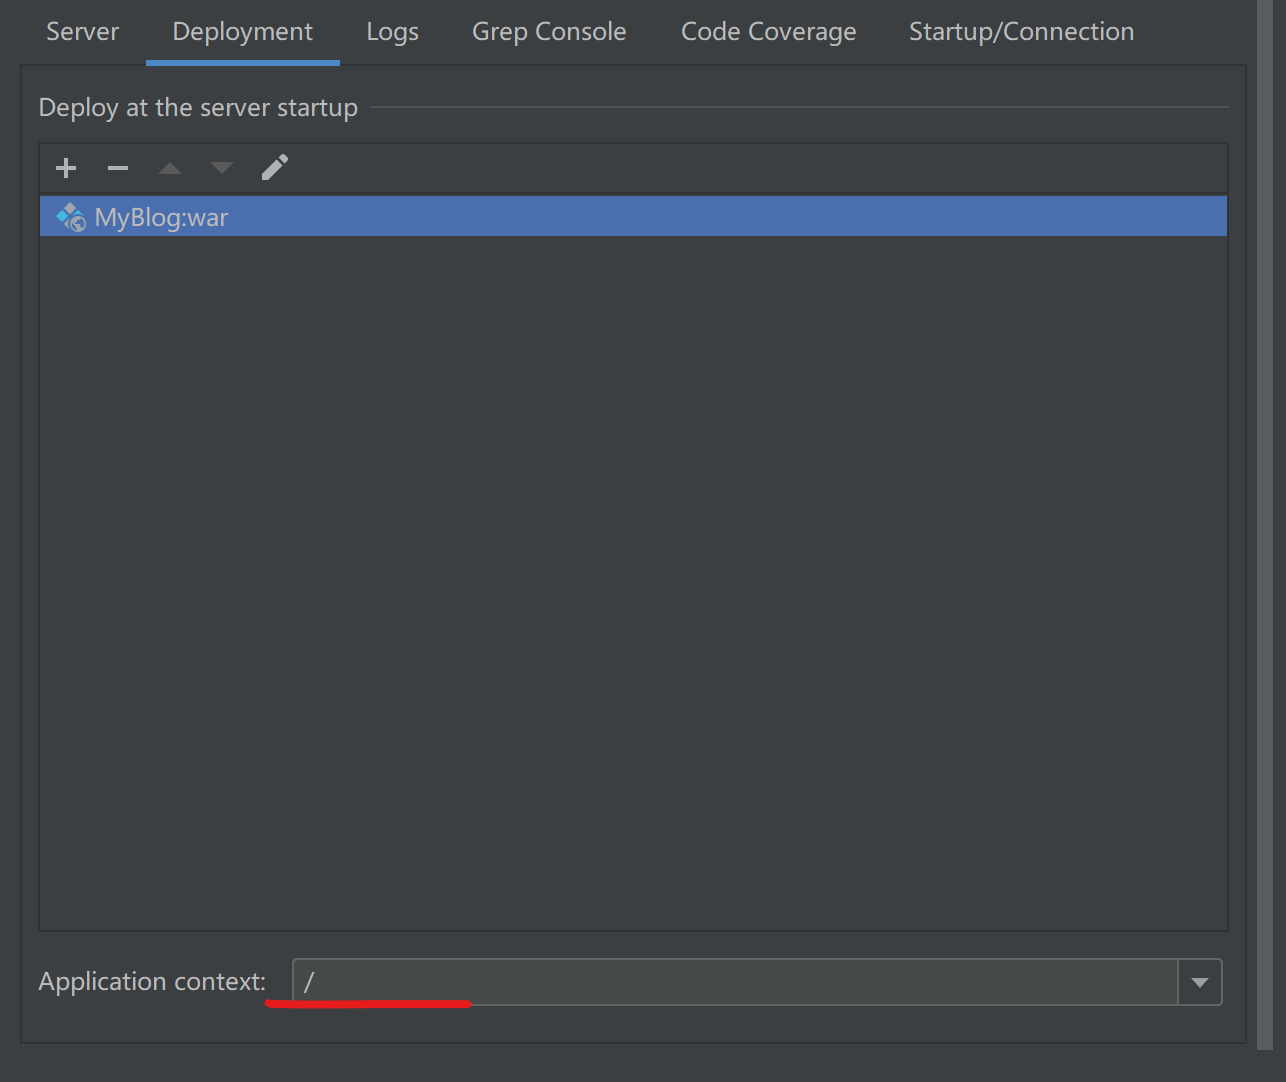 Server Deployment Logs Grep Console Code Coverage Startup/Connection
Deploy at the server startup
MyBlog:war
Application context: /